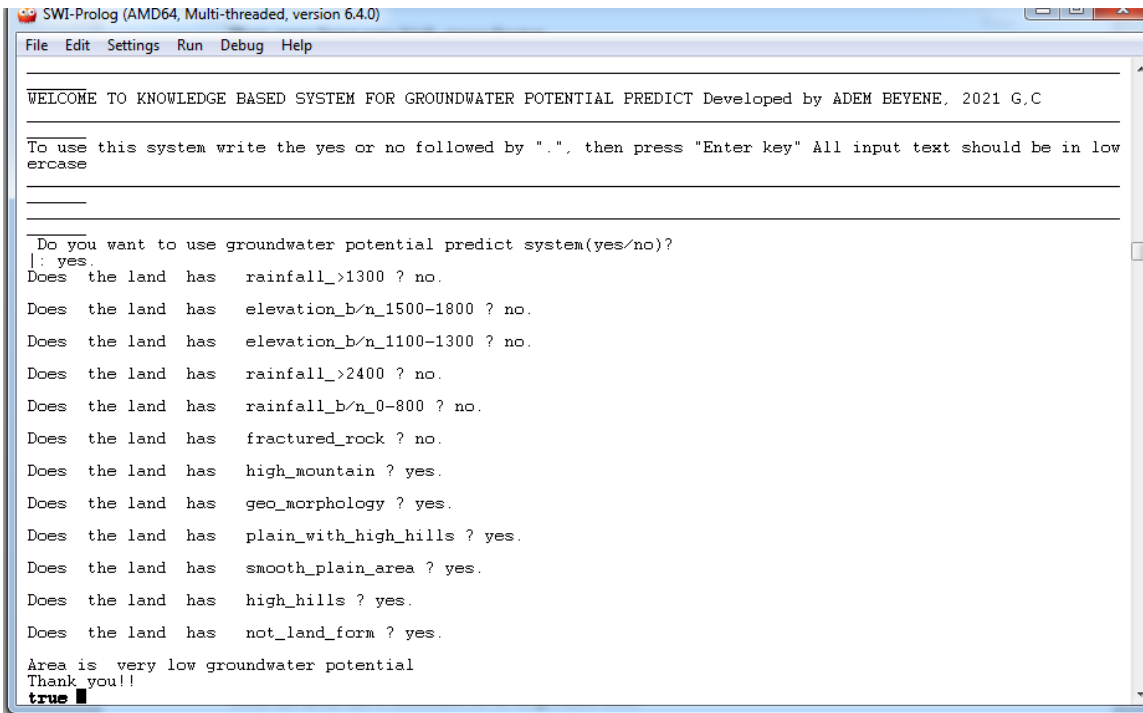 SWI-Prolog (AMD64, Multi-threaded, version 6.4.0)
File Edit Settings Run Debug Help
WELCOME TO KNOWLEDGE BASED SYSTEM FOR GROUNDWATER POTENTIAL PREDICT Developed by ADEM BEYENE, 2021 G,C
To use this system write the yes or no followed by ".", then press "Enter key" All input text should be in low
ercase
Do you want to use groundwater potential predict system(yes/no)?
|: yes.
Does the land has rainfall_>1300 ? no.
Does the land has elevation_b/n_1500-1800 ? no.
Does the land has elevation_b/n_1100-1300 ? no.
Does the land has rainfall_>2400 ? no.
Does the land has rainfall_b/n_0-800 ? no.
Does the land has fractured_rock ? no.
Does the land has high_mountain ? yes.
Does the land has geo_morphology ? yes.
Does the land has plain_with_high_hills ? yes.
Does the land has smooth_plain_area ? yes.
Does the land has high_hills ? yes.
Does the land has not_land_form ? yes.
Area is very low groundwater potential
Thank you!!
true